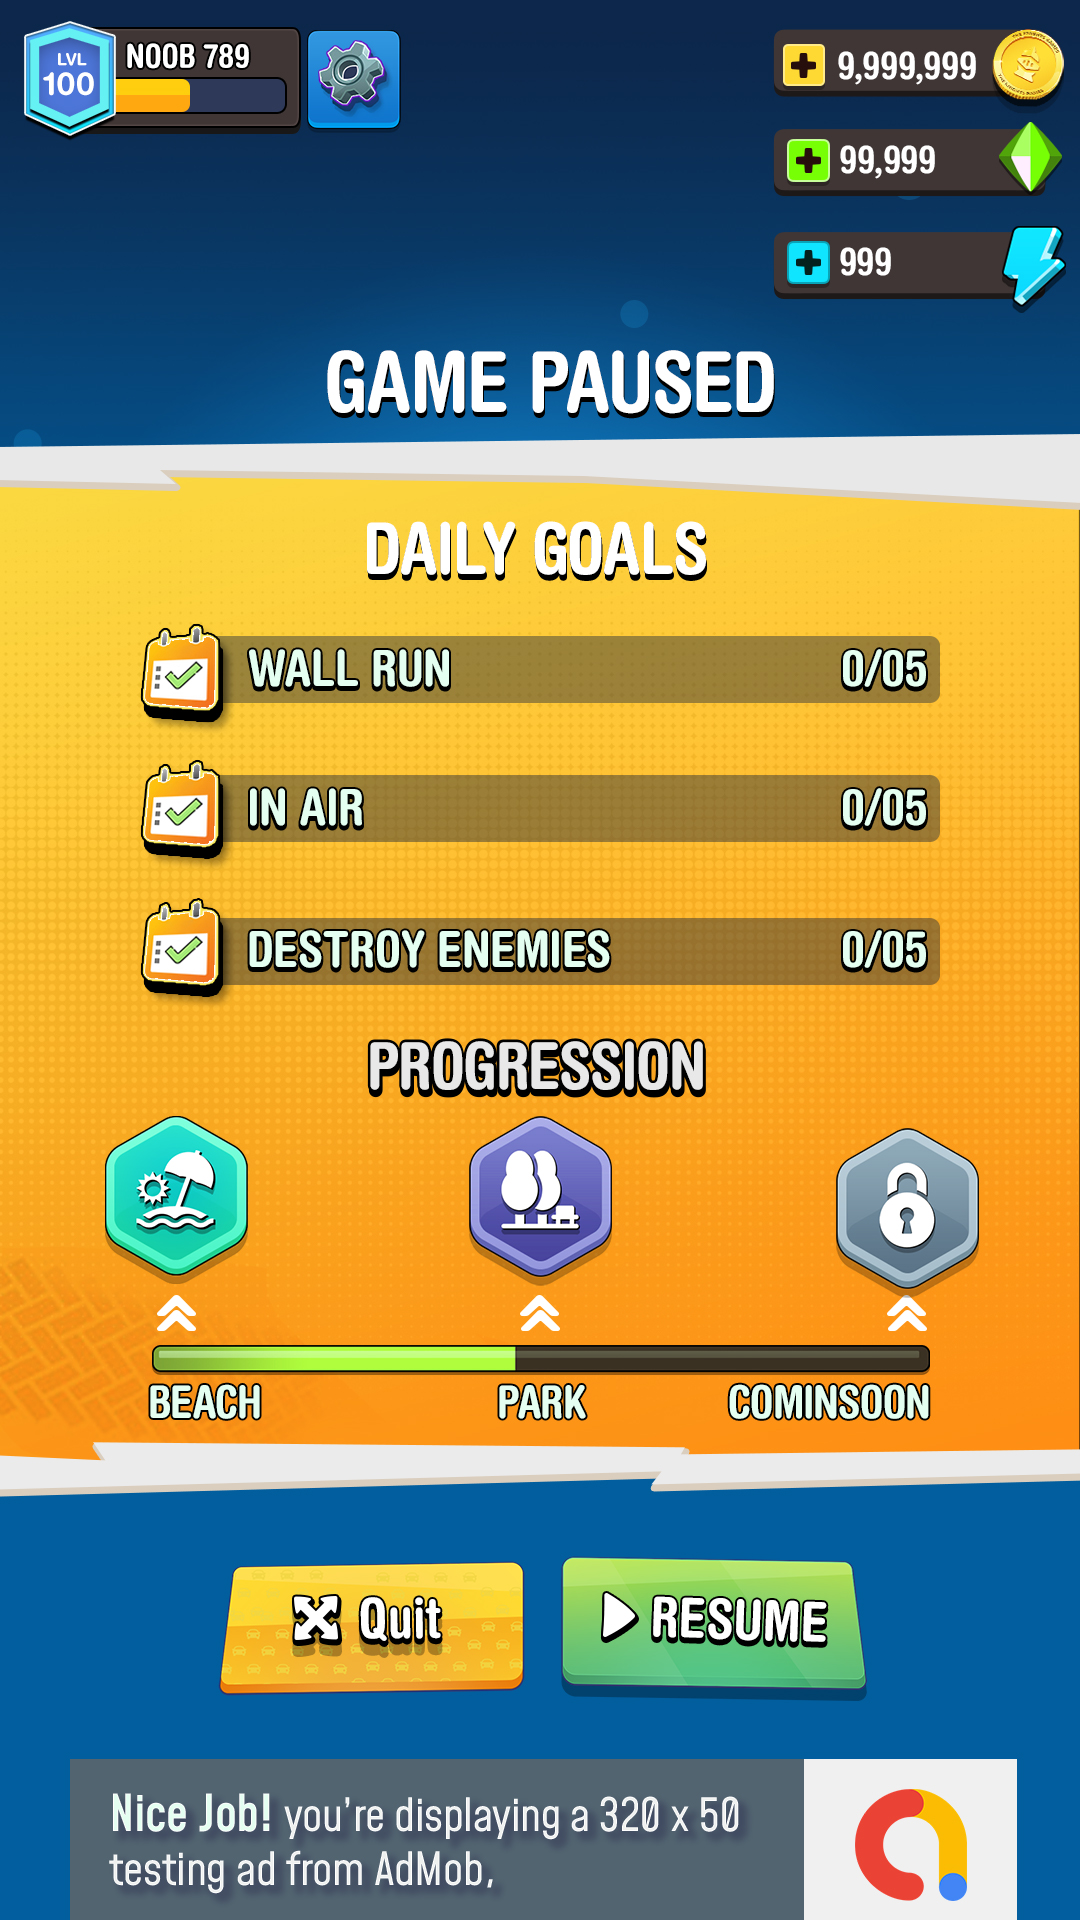 LVL
100
NOOB 789
9,999,999
99,999
999
GAME PAUSED
DAILY GOALS
WALL RUN 0/05
IN AIR 0/05
DESTROY ENEMIES 0/05
PROGRESSION
BEACH PARK COMINSOON
Quit RESUME
Nice Job! you're displaying a 320 x 50
testing ad from AdMob,